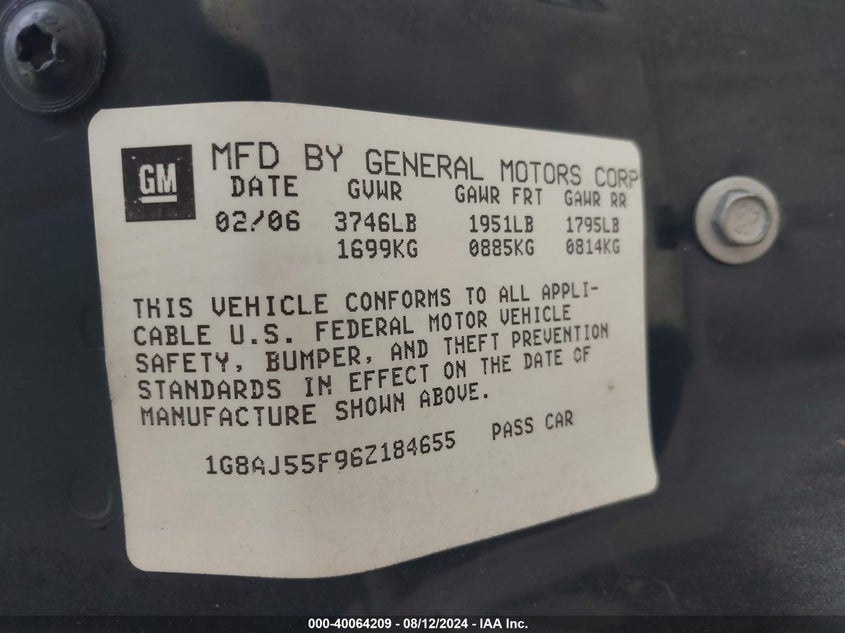 GM
MFD BY GENERAL MOTORS CORP
DATE GVWR GAWR FRT GAWR RR
02/06 3746LB 1951LB 1795LB
1699KG 0885KG 0814KG
THIS VEHICLE CONFORMS TO ALL APPLI-
CABLE U.S. FEDERAL MOTOR VEHICLE
SAFETY, BUMPER, AND THEFT PREVENTION
STANDARDS IN EFFECT ON THE DATE OF
MANUFACTURE SHOWN ABOVE.
1G8AJ55F96Z184655 PASS CAR
000-40064209 - 08/12/2024 - IAA Inc.